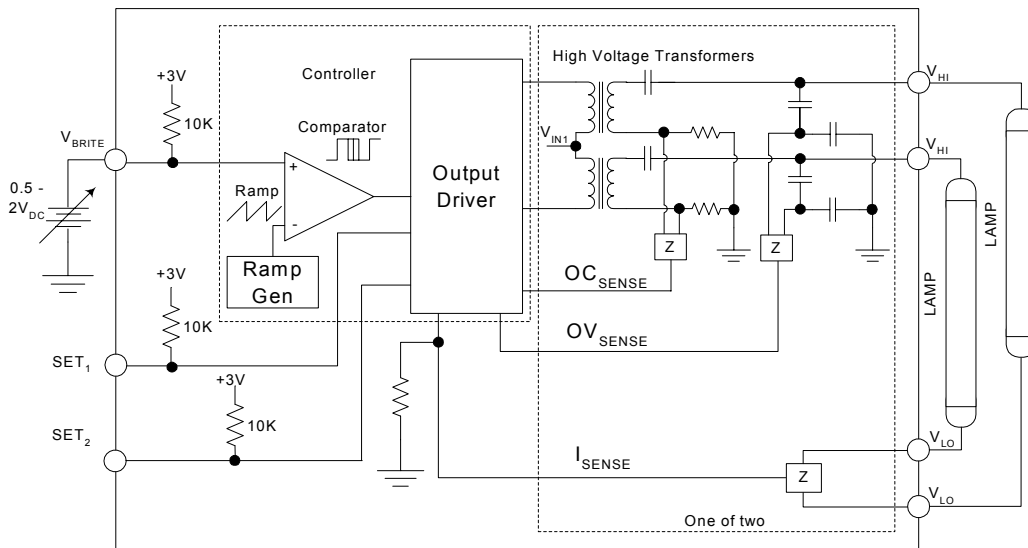 High Voltage Transformers
Controller
+3V
10K
V_BRITE
Comparator
V_HI
V_IN1
V_HI
+
-
Ramp
Output
Driver
0.5 -
2V_DC
Ramp
Gen
Z
Z
LAMP
LAMP
OC_SENSE
+3V
10K
OV_SENSE
SET_1
+3V
10K
SET_2
I_SENSE
V_LO
Z
V_LO
One of two